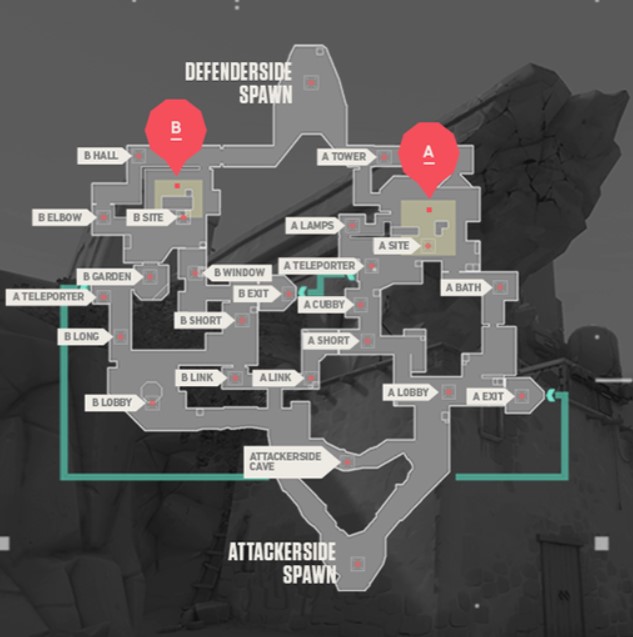 DEFENDERSIDE
SPAWN
B
A
B HALL
A TOWER
B ELBOW
B SITE
A LAMPS
A SITE
B GARDEN
B WINDOW
A TELEPORTER
A TELEPORTER
B EXIT
A CUBBY
A BATH
B SHORT
B LONG
A SHORT
B LINK
A LINK
B LOBBY
A LOBBY
A EXIT
ATTACKERSIDE
CAVE
ATTACKERSIDE
SPAWN